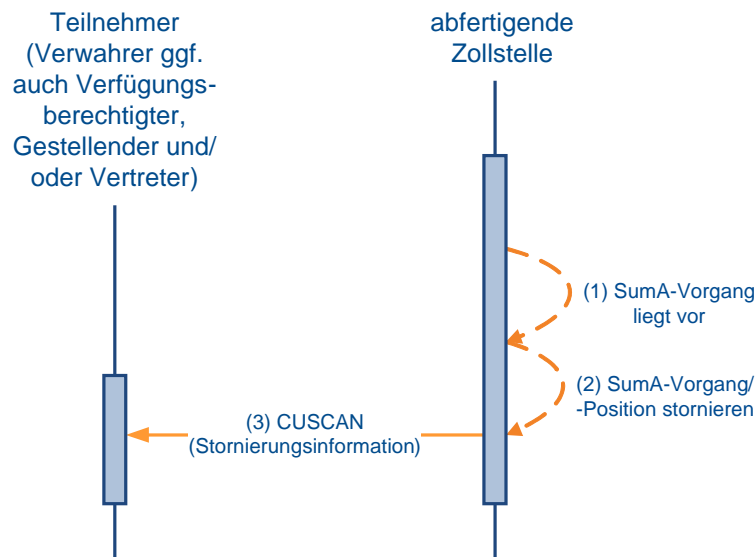 Teilnehmer
(Verwahrer ggf.
auch Verfügungs-
berechtigter,
Gestellender und/
oder Vertreter)
abfertigende
Zollstelle
(1) SumA-Vorgang
liegt vor
(2) SumA-Vorgang/
-Position stornieren
(3) CUSCAN
(Stornierungsinformation)